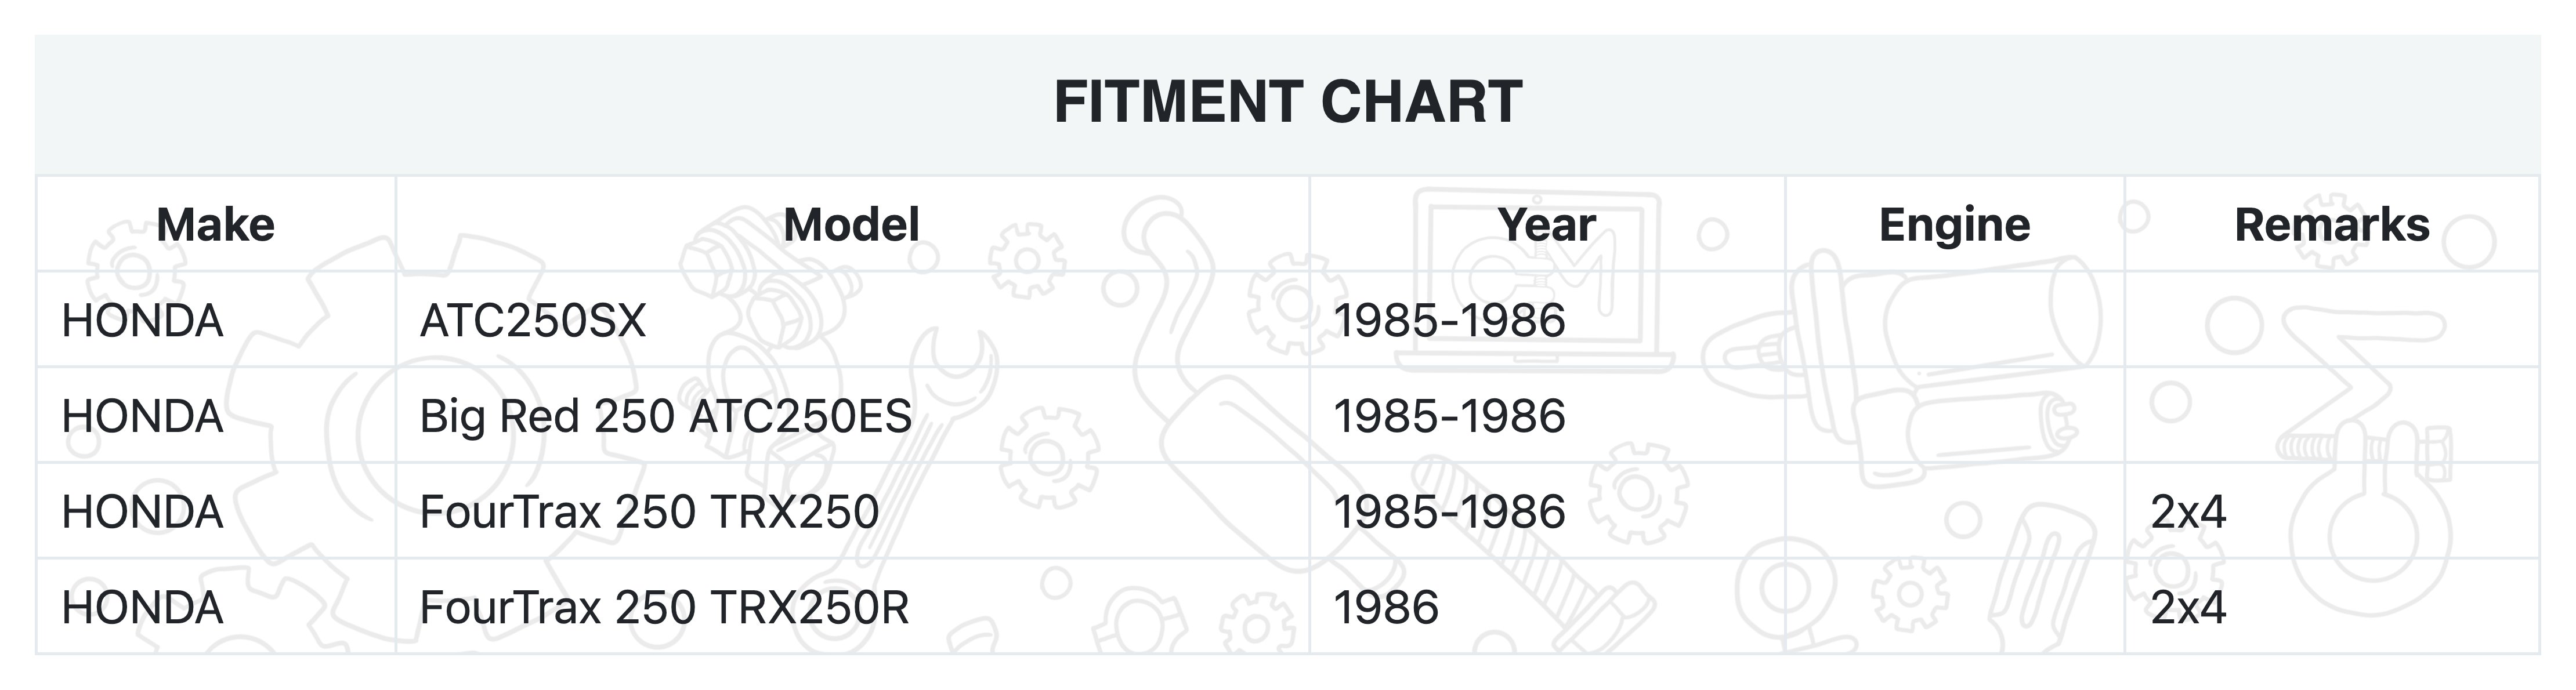 FITMENT CHART
Make Model Year Engine Remarks
HONDA ATC250SX 1985-1986
HONDA Big Red 250 ATC250ES 1985-1986
HONDA FourTrax 250 TRX250 1985-1986 2x4
HONDA FourTrax 250 TRX250R 1986 2x4